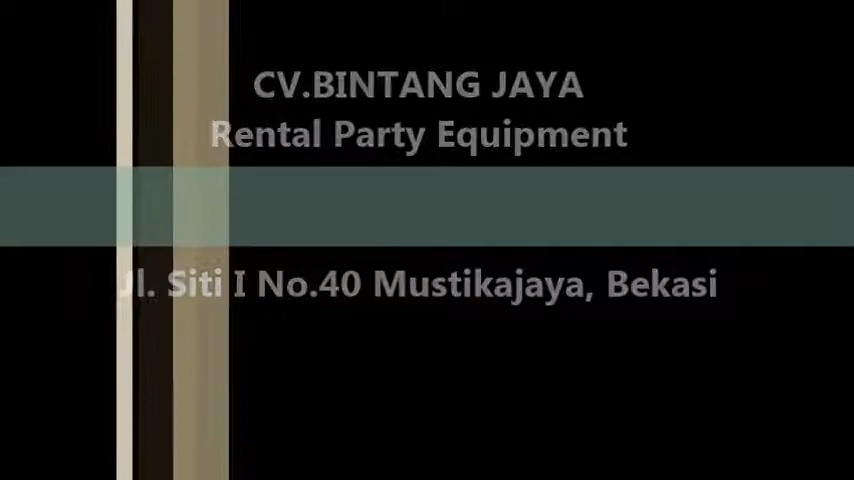 CV.BINTANG JAYA
Rental Party Equipment
Jl. Siti I No.40 Mustikajaya, Bekasi